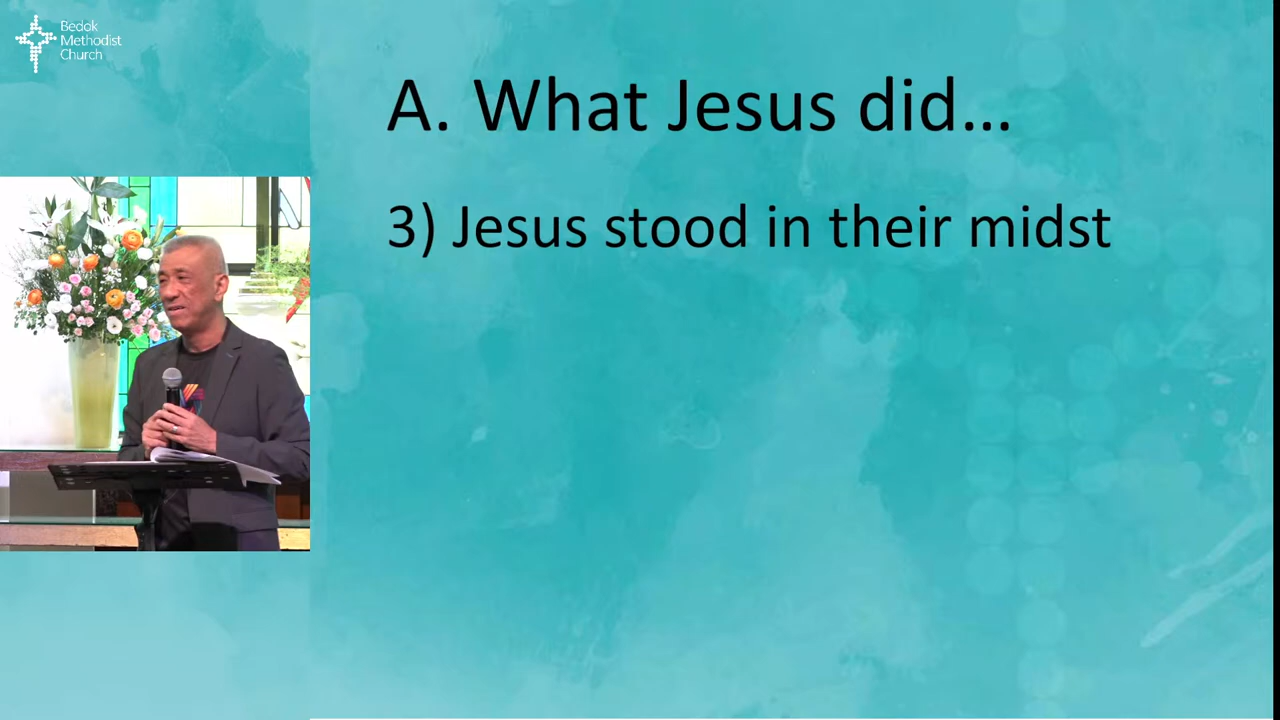 Bedok
Methodist
Church
A. What Jesus did...
3) Jesus stood in their midst